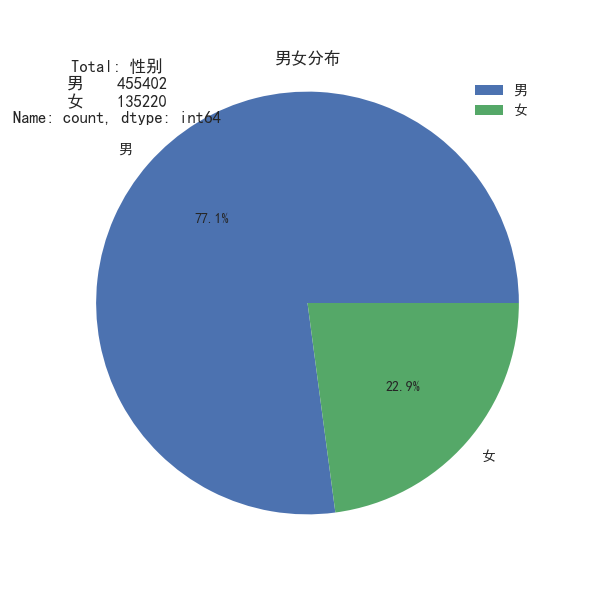 男女分布
Total: 性别
男    455402
女    135220
Name: count, dtype: int64
男
女
男
77.1%
22.9%
女